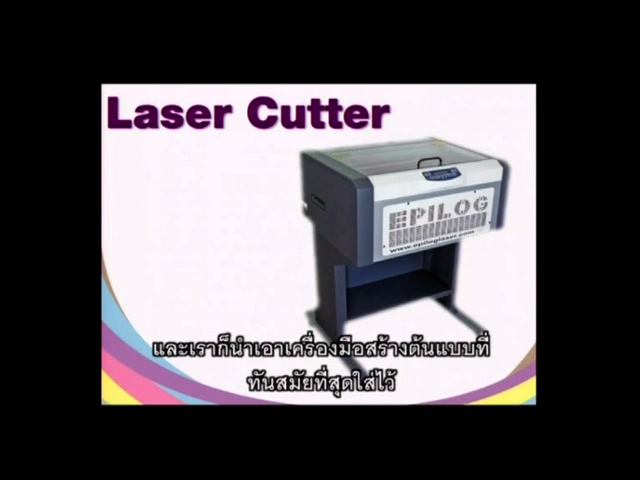 Laser Cutter
EPILOG
www.epiloglaser.com
และเราก็นำเอาเครื่องมือสร้างต้นแบบที่
ทันสมัยที่สุดใส่ไว้